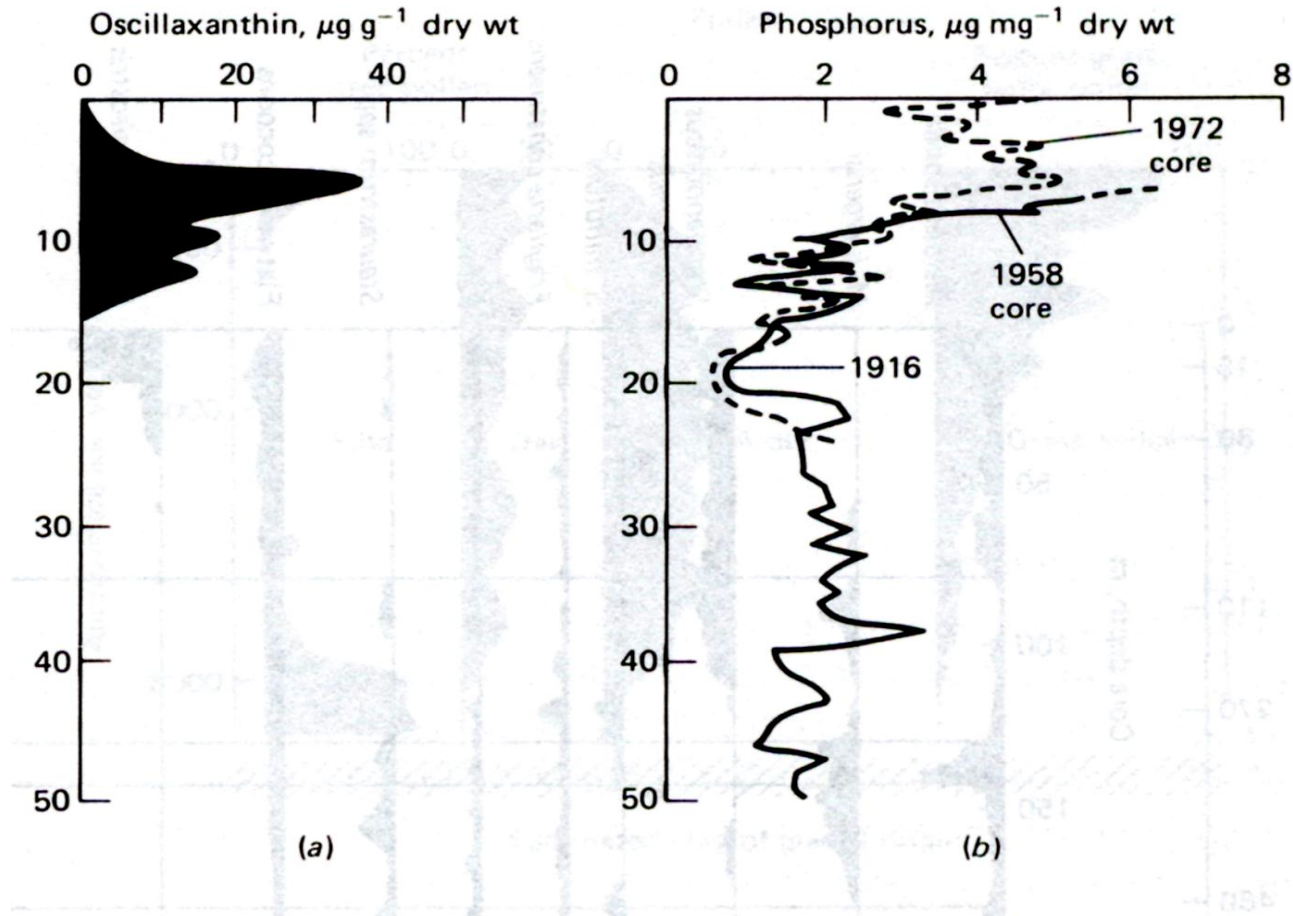 Oscillaxanthin, μg g⁻¹ dry wt
0 20 40
10
20
30
40
50
(a)
Phosphorus, μg mg⁻¹ dry wt
0 2 4 6 8
1972
core
10
1958
core
1916
20
30
40
50
(b)